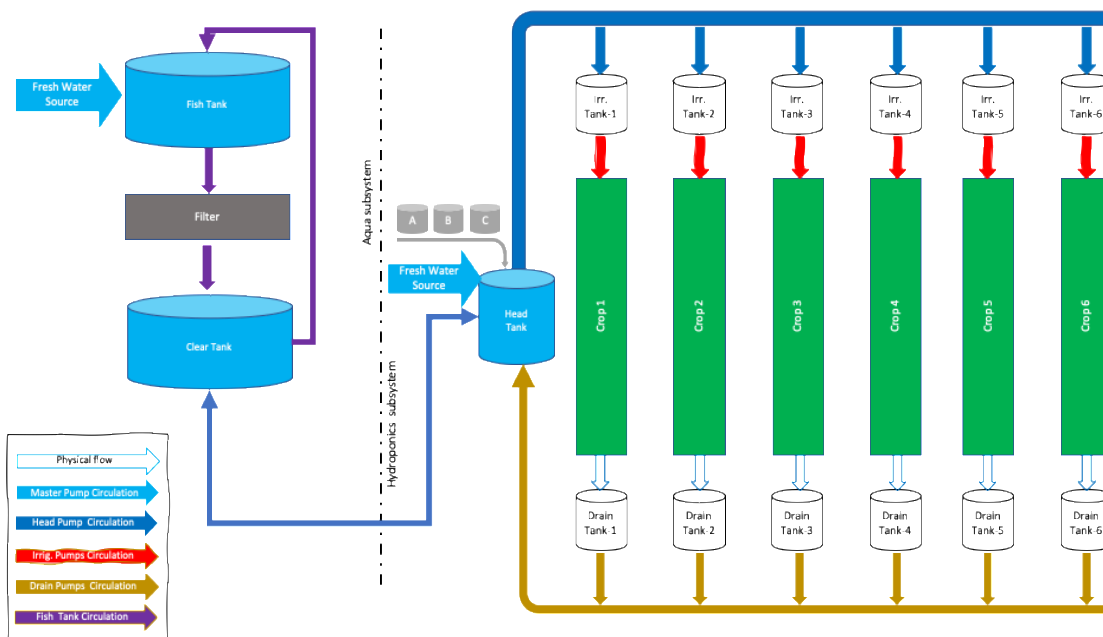 Fresh Water
Source
Fish Tank
Filter
Clear Tank
Aqua subsystem
Hydroponics subsystem
A
B
C
Fresh Water
Source
Head
Tank
Irr.
Tank-1
Irr.
Tank-2
Irr.
Tank-3
Irr.
Tank-4
Irr.
Tank-5
Irr.
Tank-6
Crop 1
Crop 2
Crop 3
Crop 4
Crop 5
Crop 6
Drain
Tank-1
Drain
Tank-2
Drain
Tank-3
Drain
Tank-4
Drain
Tank-5
Drain
Tank-6
Physical flow
Master Pump Circulation
Head Pump Circulation
Irrig. Pumps Circulation
Drain Pumps Circulation
Fish Tank Circulation